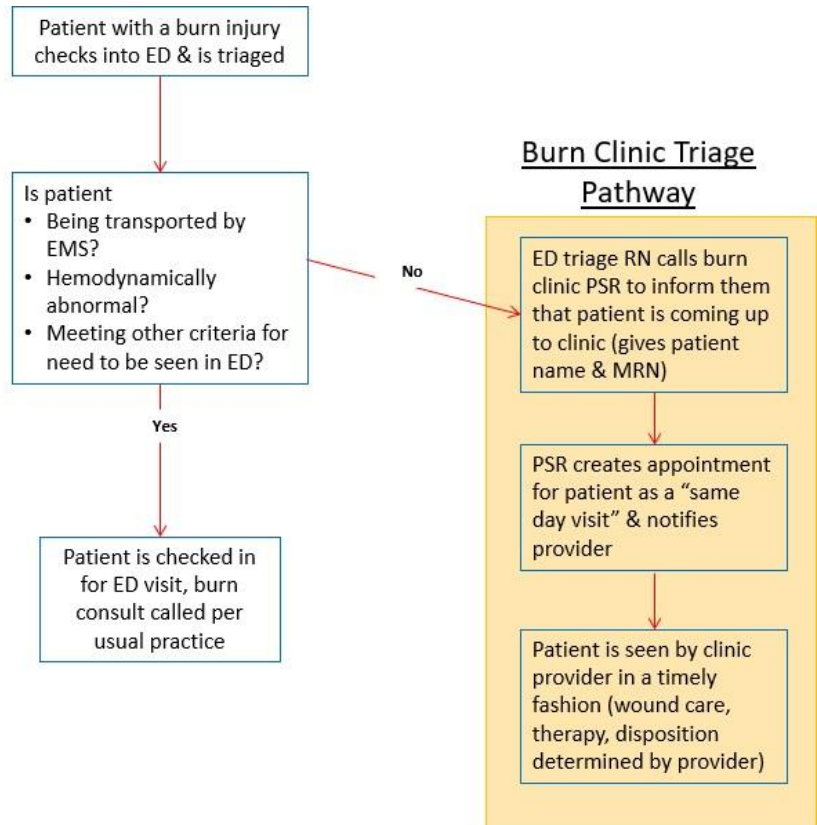 Patient with a burn injury
checks into ED & is triaged
Is patient
• Being transported by
EMS?
• Hemodynamically
abnormal?
• Meeting other criteria for
need to be seen in ED?
Yes
Patient is checked in
for ED visit, burn
consult called per
usual practice
No
Burn Clinic Triage
Pathway
ED triage RN calls burn
clinic PSR to inform them
that patient is coming up
to clinic (gives patient
name & MRN)
PSR creates appointment
for patient as a “same
day visit” & notifies
provider
Patient is seen by clinic
provider in a timely
fashion (wound care,
therapy, disposition
determined by provider)